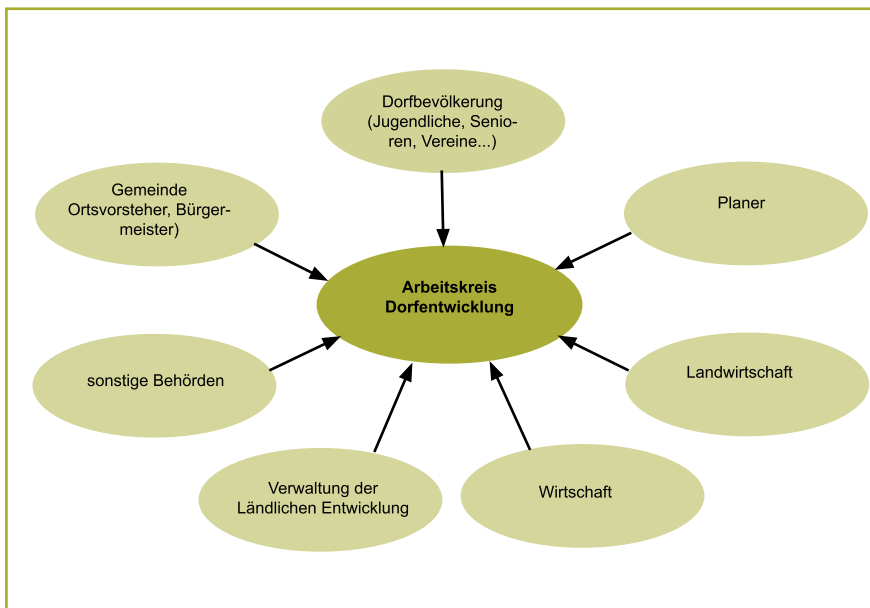 Dorfbevölkerung
(Jugendliche, Senio-
ren, Vereine...)
Gemeinde
Ortsvorsteher, Bürger-
meister)
Planer
Arbeitskreis
Dorfentwicklung
sonstige Behörden
Landwirtschaft
Verwaltung der
Ländlichen Entwicklung
Wirtschaft